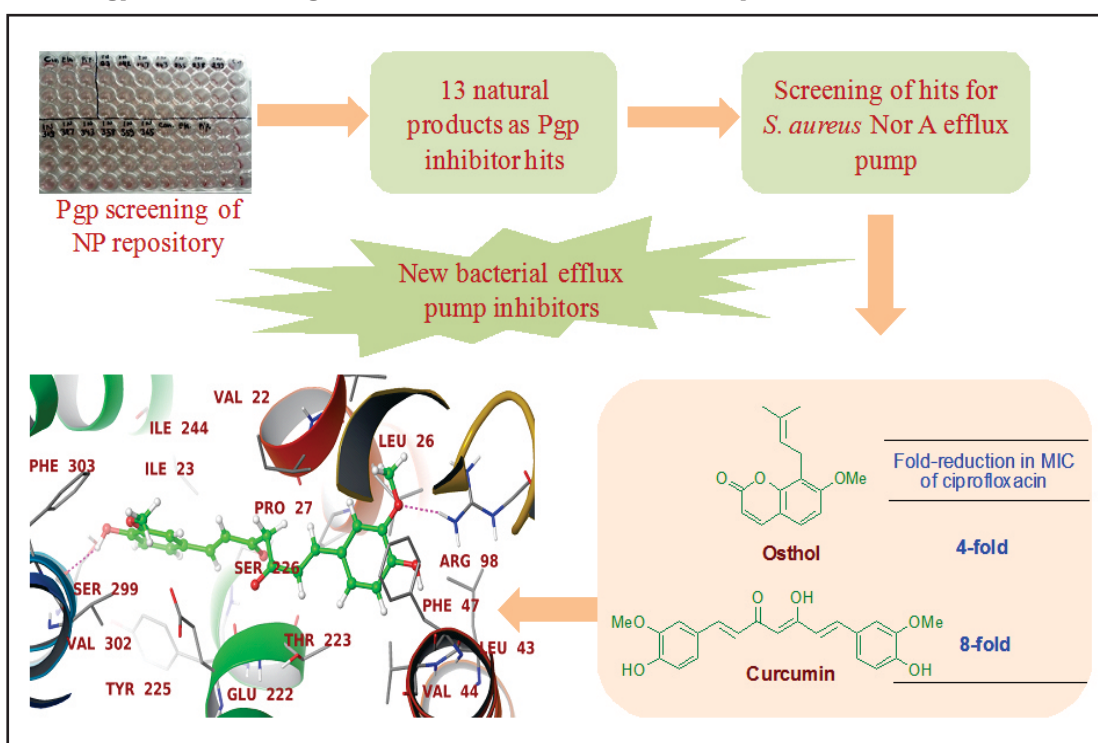 13 natural
products as Pgp
inhibitor hits
Screening of hits for
S. aureus Nor A efflux
pump
Pgp screening of
NP repository
New bacterial efflux
pump inhibitors
VAL 22
ILE 244
LEU 26
PHE 303
ILE 23
PRO 27
SER 226
ARG 98
SER 299
PHE 47
VAL 302
THR 223
LEU 43
TYR 225
GLU 222
VAL 44
Fold-reduction in MIC
of ciprofloxacin
O
O
OMe
Osthol
4-fold
O
OH
MeO
OMe
HO
OH
Curcumin
8-fold